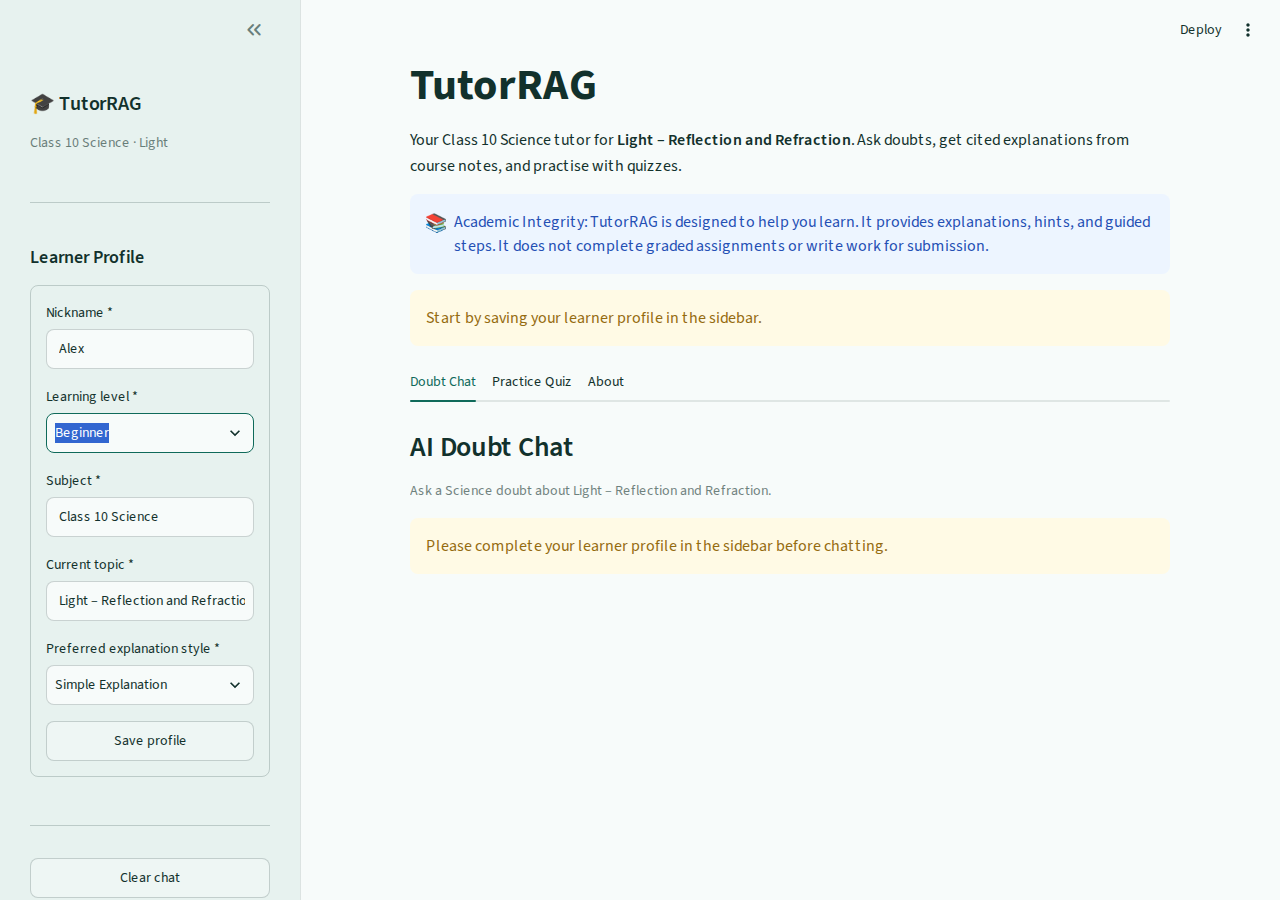 Deploy
🎓 TutorRAG
Class 10 Science · Light
Learner Profile
Nickname *
Alex
Learning level *
Beginner
Subject *
Class 10 Science
Current topic *
Light – Reflection and Refractio
Preferred explanation style *
Simple Explanation
Save profile
Clear chat
TutorRAG
Your Class 10 Science tutor for Light – Reflection and Refraction. Ask doubts, get cited explanations from
course notes, and practise with quizzes.
📚 Academic Integrity: TutorRAG is designed to help you learn. It provides explanations, hints, and guided
steps. It does not complete graded assignments or write work for submission.
Start by saving your learner profile in the sidebar.
Doubt Chat Practice Quiz About
AI Doubt Chat
Ask a Science doubt about Light – Reflection and Refraction.
Please complete your learner profile in the sidebar before chatting.